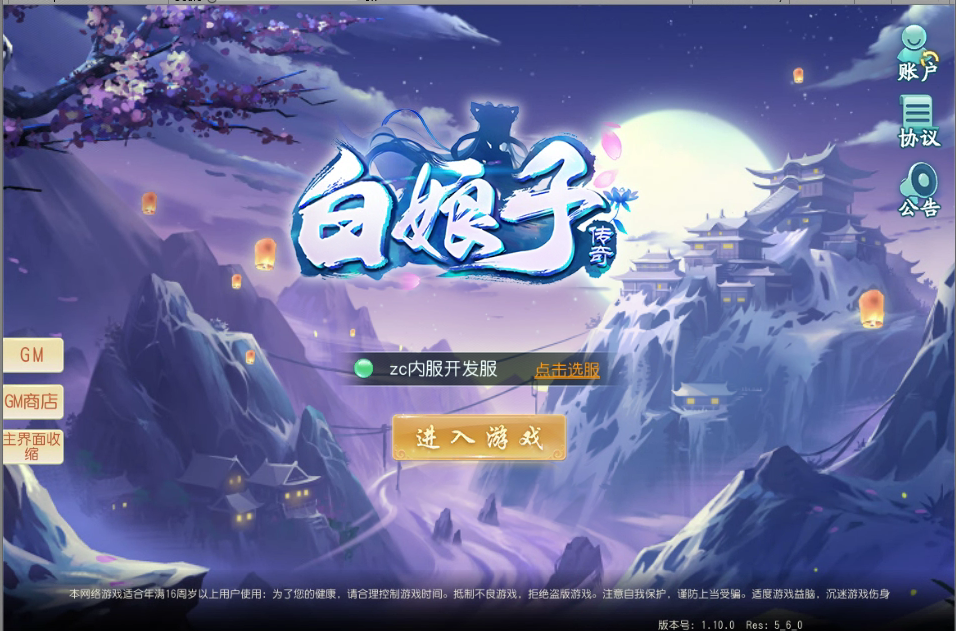 账户
协议
公告
白娘子
传奇
GM
GM商店
主界面收
缩
zc内服开发服
点击选服
进入游戏
本网络游戏适合年满16周岁以上用户使用：为了您的健康，请合理控制游戏时间。抵制不良游戏，拒绝盗版游戏。注意自我保护，谨防上当受骗。适度游戏益脑，沉迷游戏伤身
版本号: 1.10.0 Res: 5_6_0